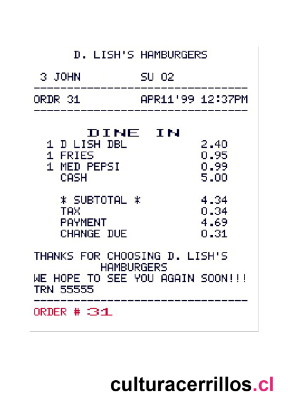 D. LISH'S HAMBURGERS
3 JOHN SU 02
ORDR 31 APR11'99 12:37PM
DINE IN
1 D LISH DBL 2.40
1 FRIES 0.95
1 MED PEPSI 0.99
CASH 5.00
* SUBTOTAL * 4.34
TAX 0.34
PAYMENT 4.69
CHANGE DUE 0.31
THANKS FOR CHOOSING D. LISH'S
HAMBURGERS
WE HOPE TO SEE YOU AGAIN SOON!!!
TRN 55555
ORDER # 31
culturacerrillos.cl